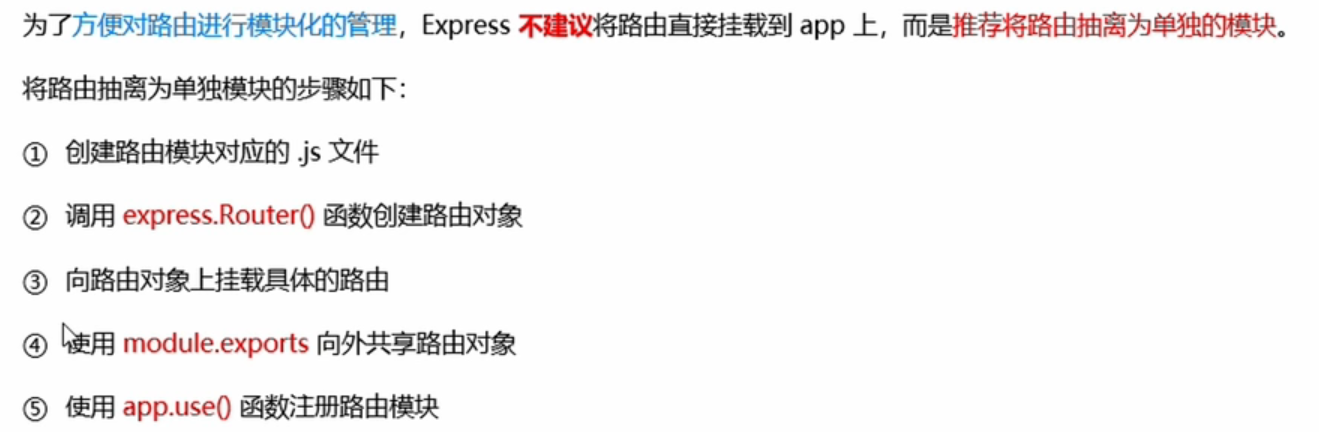 为了方便对路由进行模块化的管理，Express 不建议将路由直接挂载到 app 上，而是推荐将路由抽离为单独的模块。
将路由抽离为单独模块的步骤如下：
① 创建路由模块对应的 .js 文件
② 调用 express.Router() 函数创建路由对象
③ 向路由对象上挂载具体的路由
④ 使用 module.exports 向外共享路由对象
⑤ 使用 app.use() 函数注册路由模块